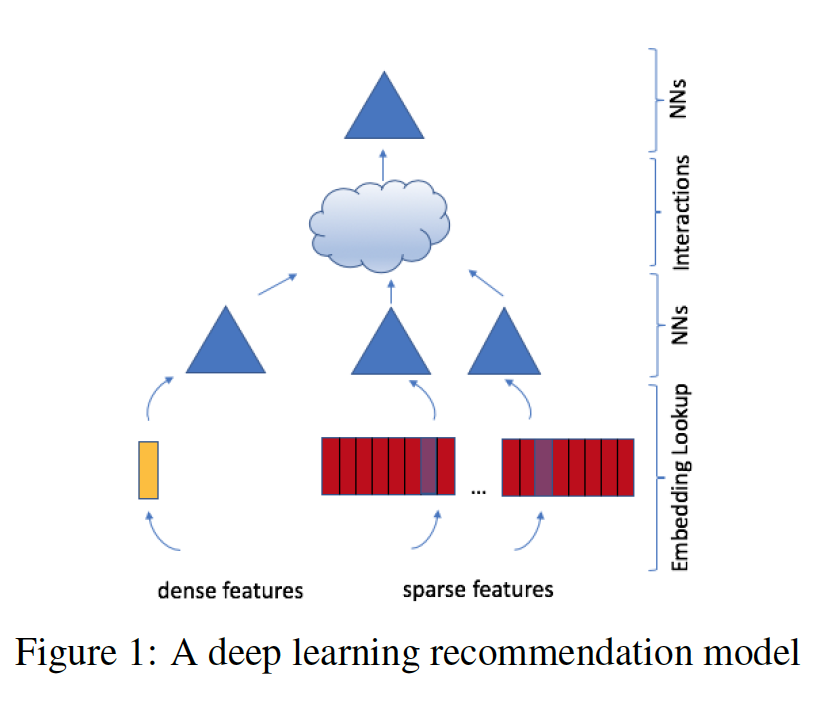 NNs
Interactions
NNs
Embedding Lookup
...
dense features
sparse features
Figure 1: A deep learning recommendation model